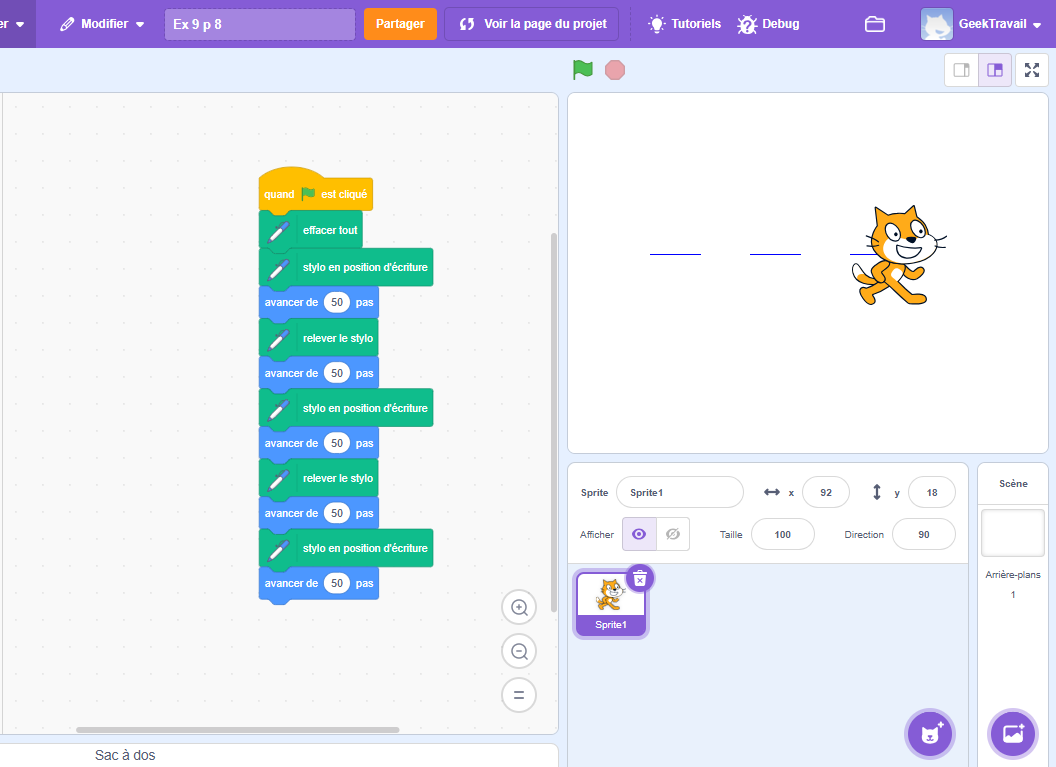 er Modifier Ex 9 p 8 Partager Voir la page du projet Tutoriels Debug GeekTravail
quand est cliqué
effacer tout
stylo en position d'écriture
avancer de 50 pas
relever le stylo
avancer de 50 pas
stylo en position d'écriture
avancer de 50 pas
relever le stylo
avancer de 50 pas
stylo en position d'écriture
avancer de 50 pas
Sac à dos
Sprite Sprite1 x 92 y 18
Afficher Taille 100 Direction 90
Sprite1
Scène
Arrière-plans
1